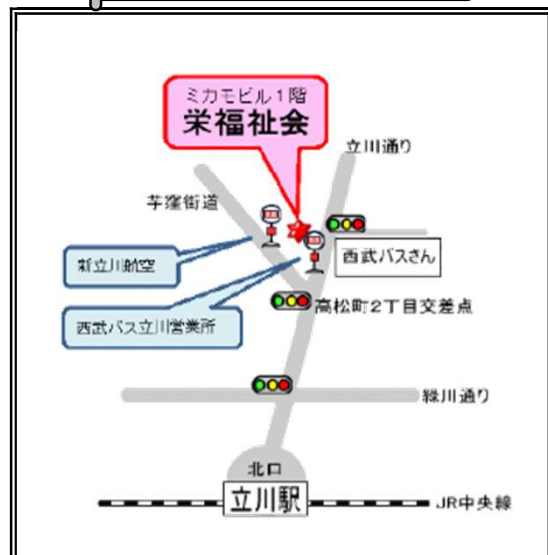 ミカモビル1階
栄福祉会
立川通り
芋窪街道
新立川航空
西武バスさん
西武バス立川営業所
高松町2丁目交差点
緑川通り
北口
立川駅
JR中央線